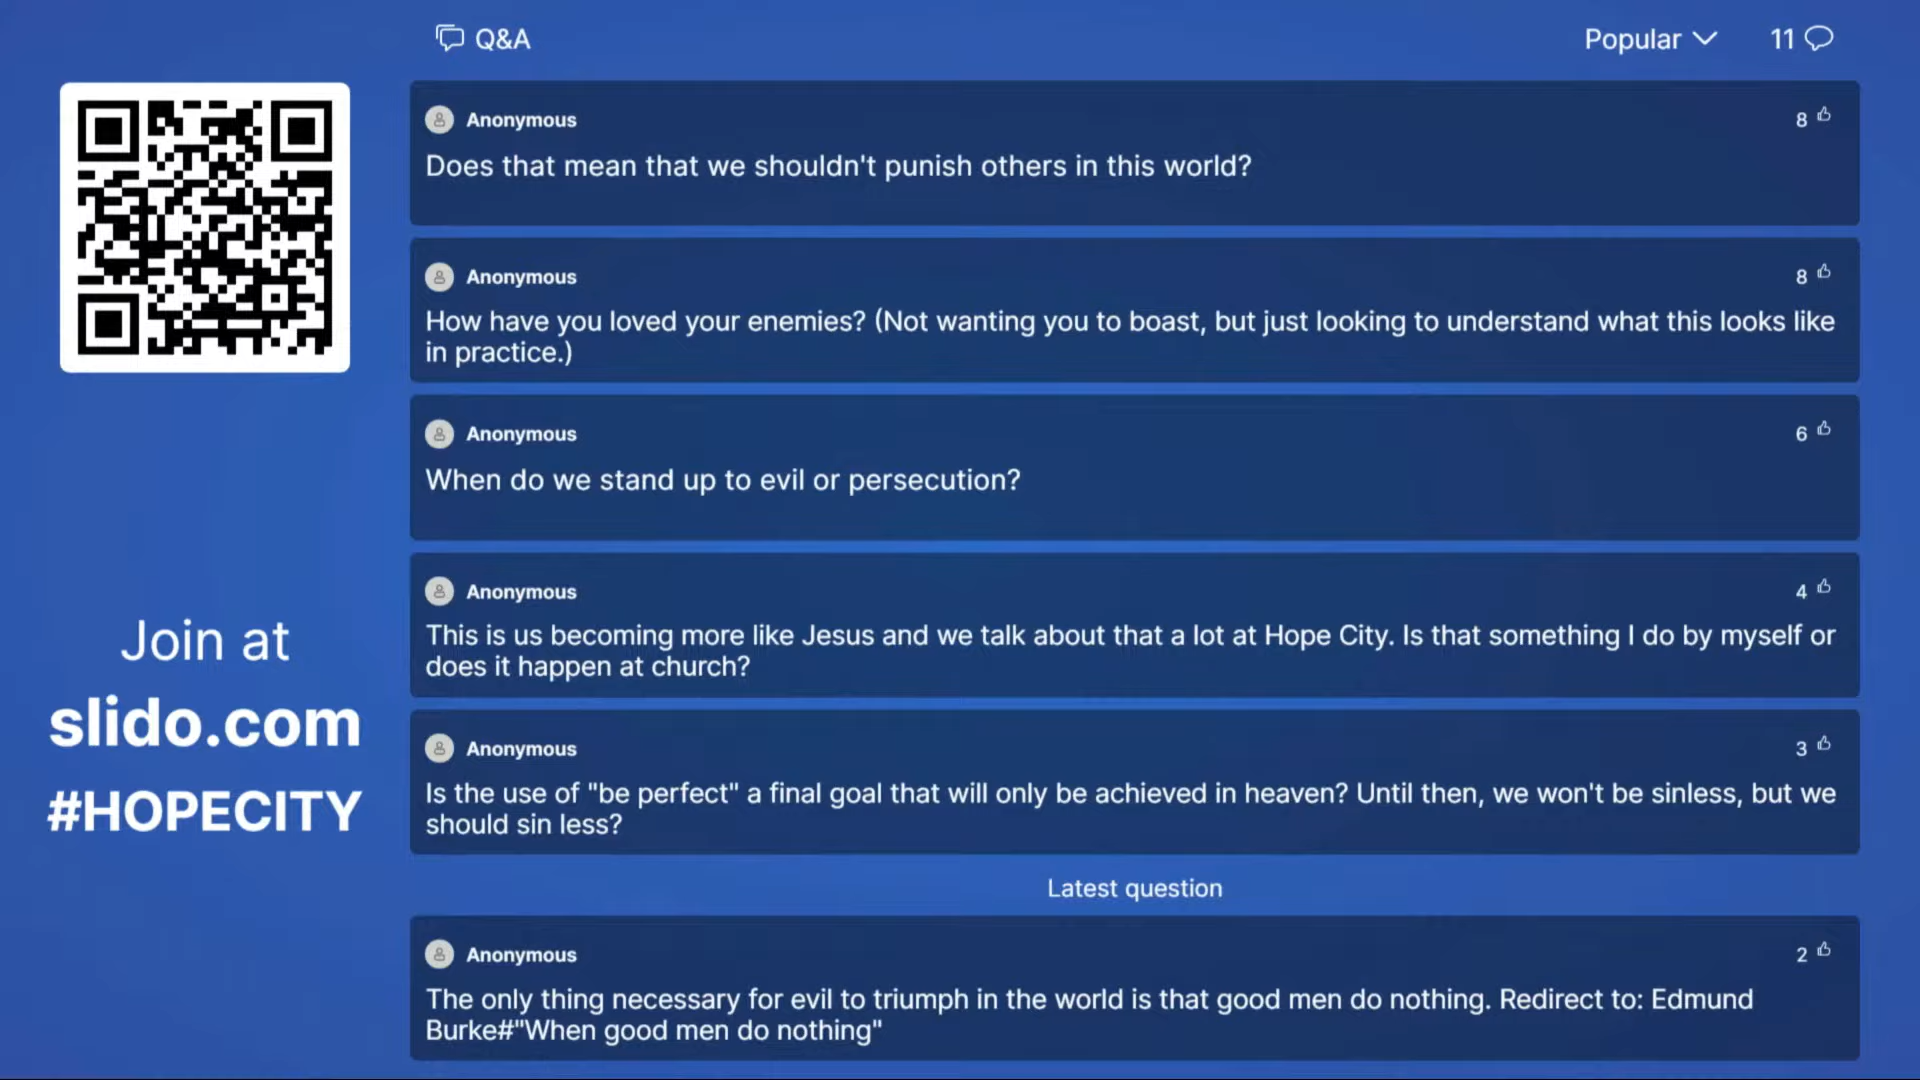 Q&A
Popular
11
Anonymous
8
Does that mean that we shouldn't punish others in this world?
Anonymous
8
How have you loved your enemies? (Not wanting you to boast, but just looking to understand what this looks like
in practice.)
Anonymous
6
When do we stand up to evil or persecution?
Anonymous
4
This is us becoming more like Jesus and we talk about that a lot at Hope City. Is that something I do by myself or
does it happen at church?
Anonymous
3
Is the use of "be perfect" a final goal that will only be achieved in heaven? Until then, we won't be sinless, but we
should sin less?
Latest question
Anonymous
2
The only thing necessary for evil to triumph in the world is that good men do nothing. Redirect to: Edmund
Burke#"When good men do nothing"
Join at
slido.com
#HOPECITY